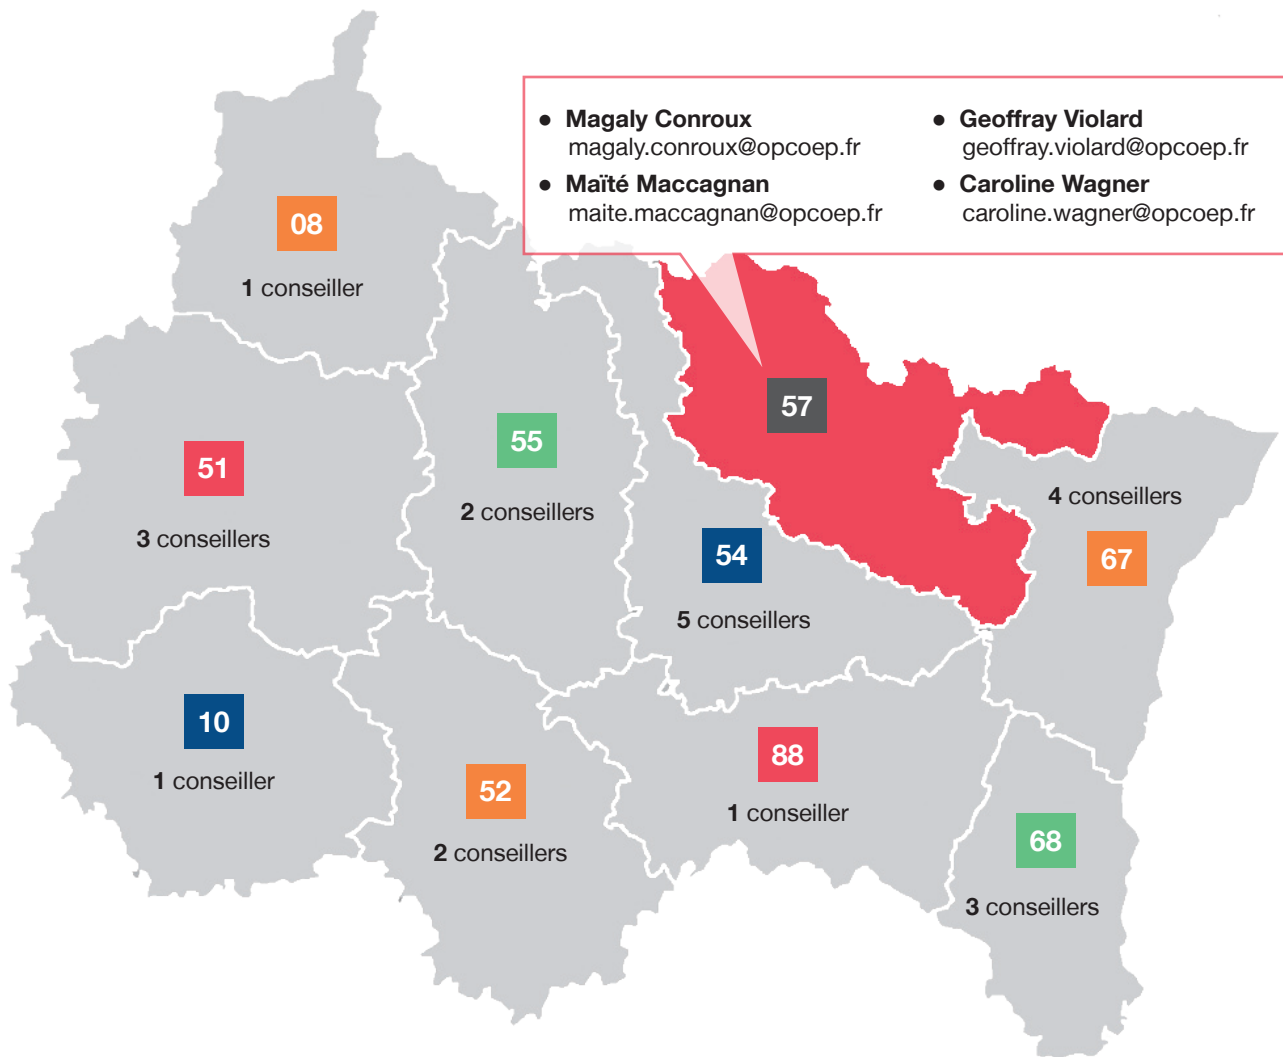 ● Magaly Conroux
magaly.conroux@opcoep.fr
● Maïté Maccagnan
maite.maccagnan@opcoep.fr
● Geoffray Violard
geoffray.violard@opcoep.fr
● Caroline Wagner
caroline.wagner@opcoep.fr
08
1 conseiller
57
55
2 conseillers
51
3 conseillers
4 conseillers
67
54
5 conseillers
10
1 conseiller
88
1 conseiller
52
2 conseillers
68
3 conseillers